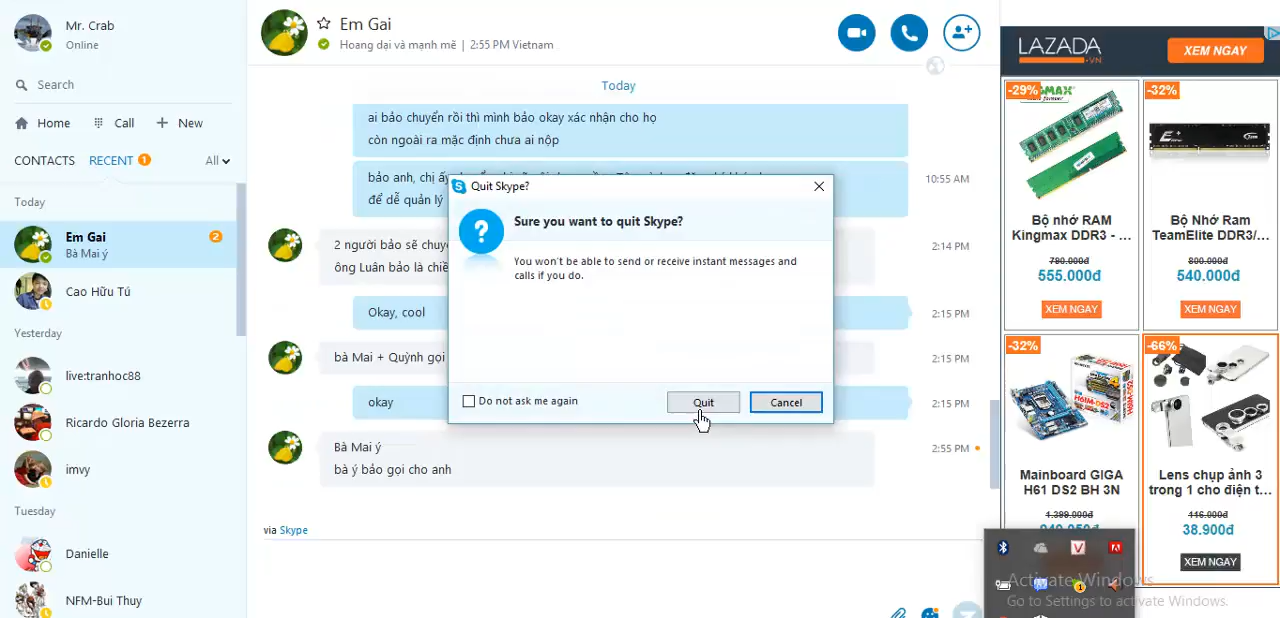 Mr. Crab
Online
Search
Home
Call
New
CONTACTS
RECENT
1
All
Today
Em Gai
2
Bà Mai ý
Cao Hữu Tú
Yesterday
live:tranhoc88
Ricardo Gloria Bezerra
imvy
Tuesday
Danielle
NFM-Bui Thuy
Em Gai
Hoang dại và mạnh mẽ | 2:55 PM Vietnam
Today
ai bảo chuyển rồi thì mình bảo okay xác nhận cho họ
còn ngoài ra mặc định chưa ai nộp
bảo anh, chị ấy
để dễ quản lý
10:55 AM
2 người bảo sẽ
ông Luân bảo là
2:14 PM
Okay, cool
2:15 PM
bà Mai + Quỳnh gọi
2:15 PM
okay
2:15 PM
Bà Mai ý
bà ý bảo gọi cho anh
2:55 PM
via Skype
Quit Skype?
Sure you want to quit Skype?
You won't be able to send or receive instant messages and
calls if you do.
Do not ask me again
Quit
Cancel
LAZADA
.VN
XEM NGAY
-29%
Bộ nhớ RAM
Kingmax DDR3 - ...
790.000đ
555.000đ
XEM NGAY
-32%
Bộ Nhớ Ram
TeamElite DDR3/...
800.000đ
540.000đ
XEM NGAY
-32%
Mainboard GIGA
H61 DS2 BH 3N
1.399.000đ
-66%
Lens chụp ảnh 3
trong 1 cho điện t...
116.000đ
38.900đ
XEM NGAY
Activate Windows
Go to Settings to activate Windows.